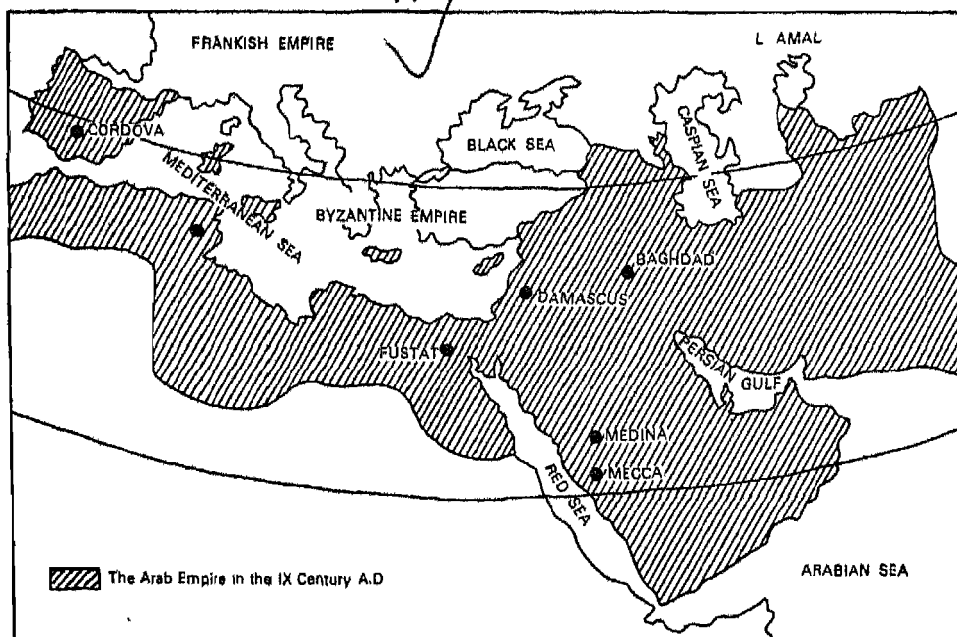 FRANKISH EMPIRE
L AMAL
CORDOVA
BLACK SEA
CASPIAN SEA
MEDITERRANEAN SEA
BYZANTINE EMPIRE
BAGHDAD
DAMASCUS
FUSTAT
PERSIAN
GULF
MEDINA
MECCA
RED SEA
The Arab Empire in the IX Century A.D
ARABIAN SEA